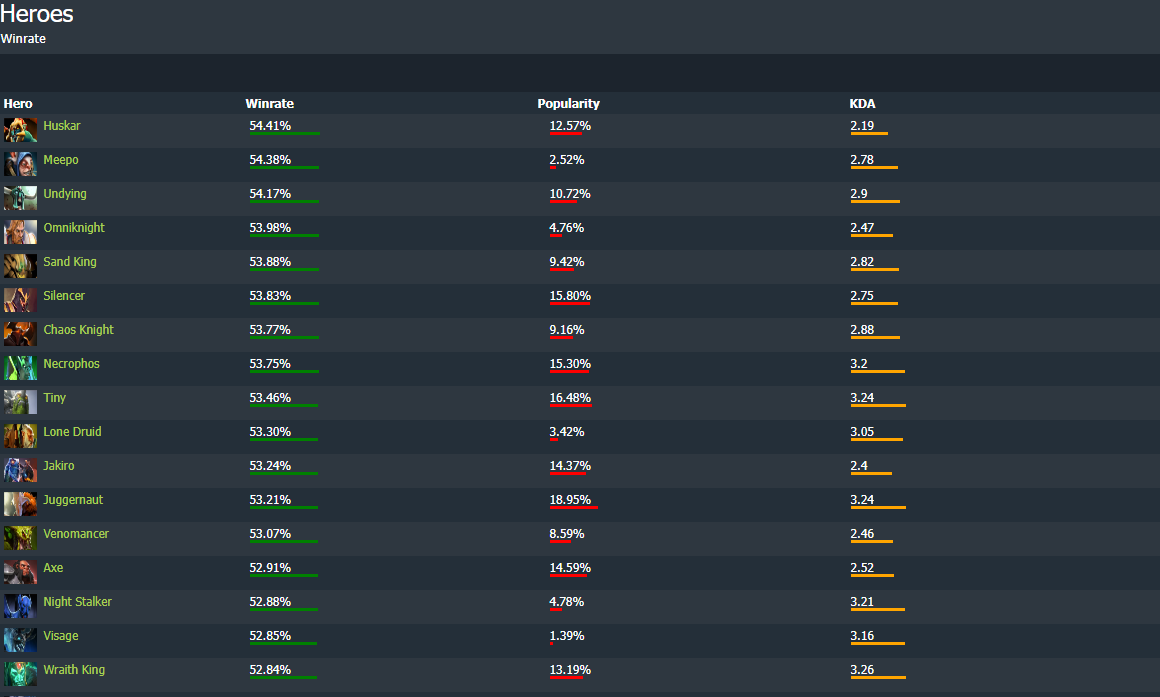 Heroes
Winrate
Hero Winrate Popularity KDA
Huskar 54.41% 12.57% 2.19
Meepo 54.38% 2.52% 2.78
Undying 54.17% 10.72% 2.9
Omniknight 53.98% 4.76% 2.47
Sand King 53.88% 9.42% 2.82
Silencer 53.83% 15.80% 2.75
Chaos Knight 53.77% 9.16% 2.88
Necrophos 53.75% 15.30% 3.2
Tiny 53.46% 16.48% 3.24
Lone Druid 53.30% 3.42% 3.05
Jakiro 53.24% 14.37% 2.4
Juggernaut 53.21% 18.95% 3.24
Venomancer 53.07% 8.59% 2.46
Axe 52.91% 14.59% 2.52
Night Stalker 52.88% 4.78% 3.21
Visage 52.85% 1.39% 3.16
Wraith King 52.84% 13.19% 3.26